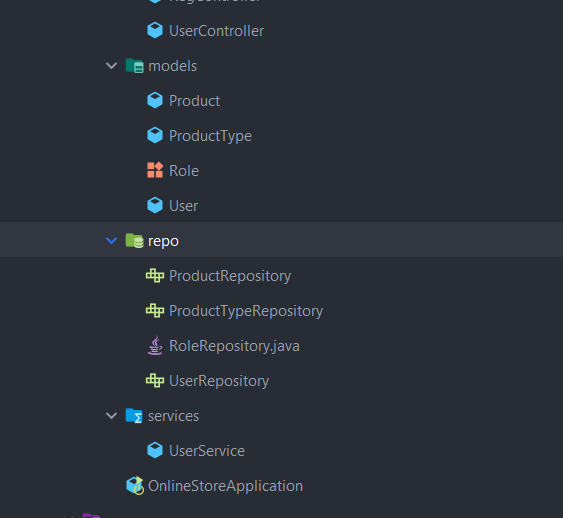 UserController
models
Product
ProductType
Role
User
repo
ProductRepository
ProductTypeRepository
RoleRepository.java
UserRepository
services
UserService
OnlineStoreApplication